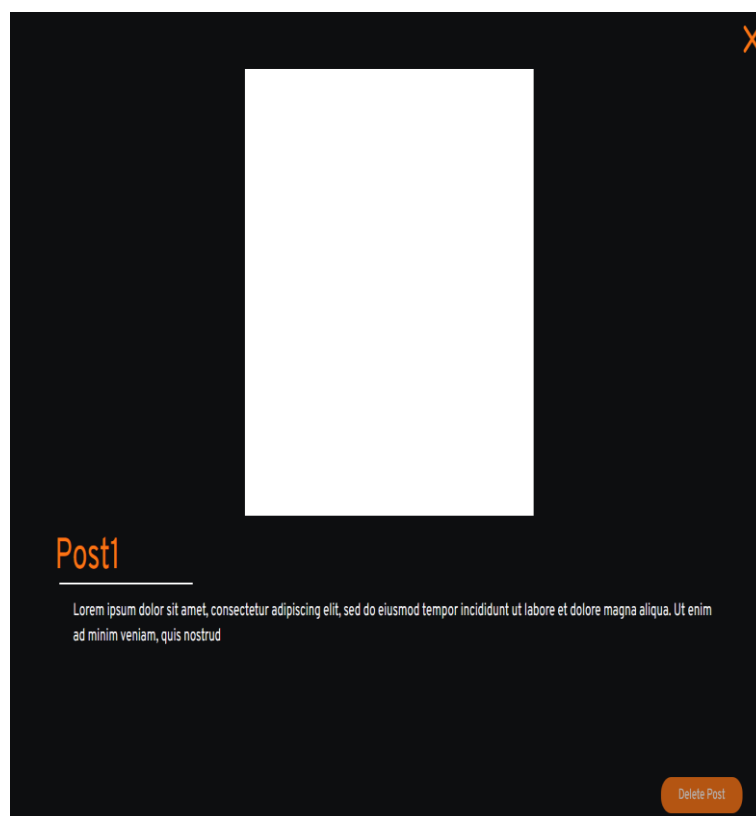 X
Post1
Lorem ipsum dolor sit amet, consectetur adipiscing elit, sed do eiusmod tempor incididunt ut labore et dolore magna aliqua. Ut enim
ad minim veniam, quis nostrud
Delete Post